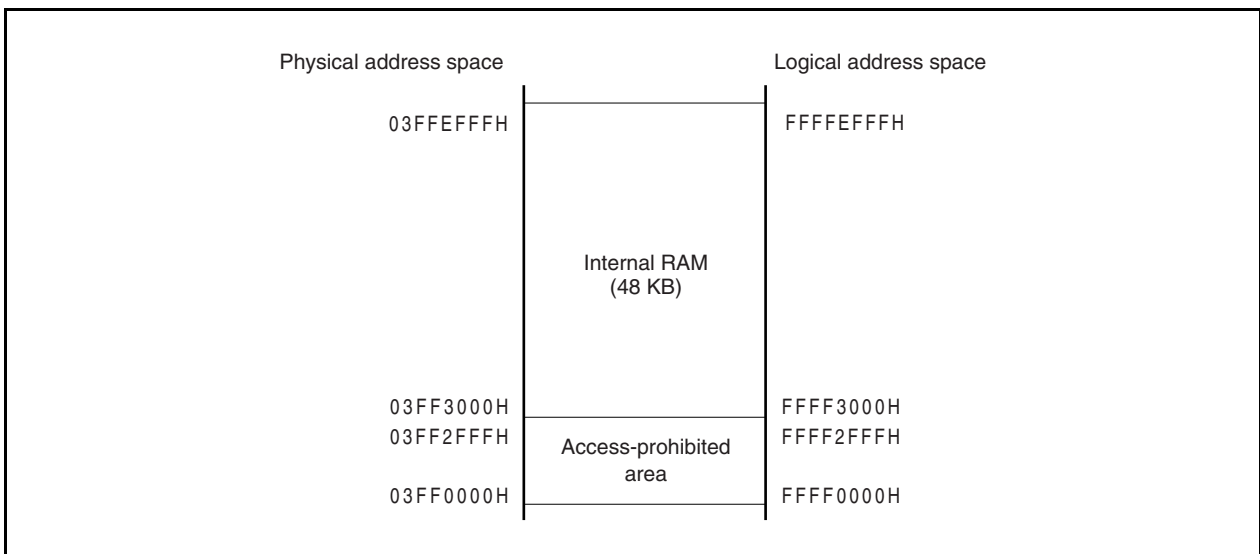 Physical address space
Logical address space
03FFEFFFH
FFFFEFFFH
Internal RAM
(48 KB)
03FF3000H
FFFF3000H
03FF2FFFH
FFFF2FFFH
Access-prohibited
area
03FF0000H
FFFF0000H